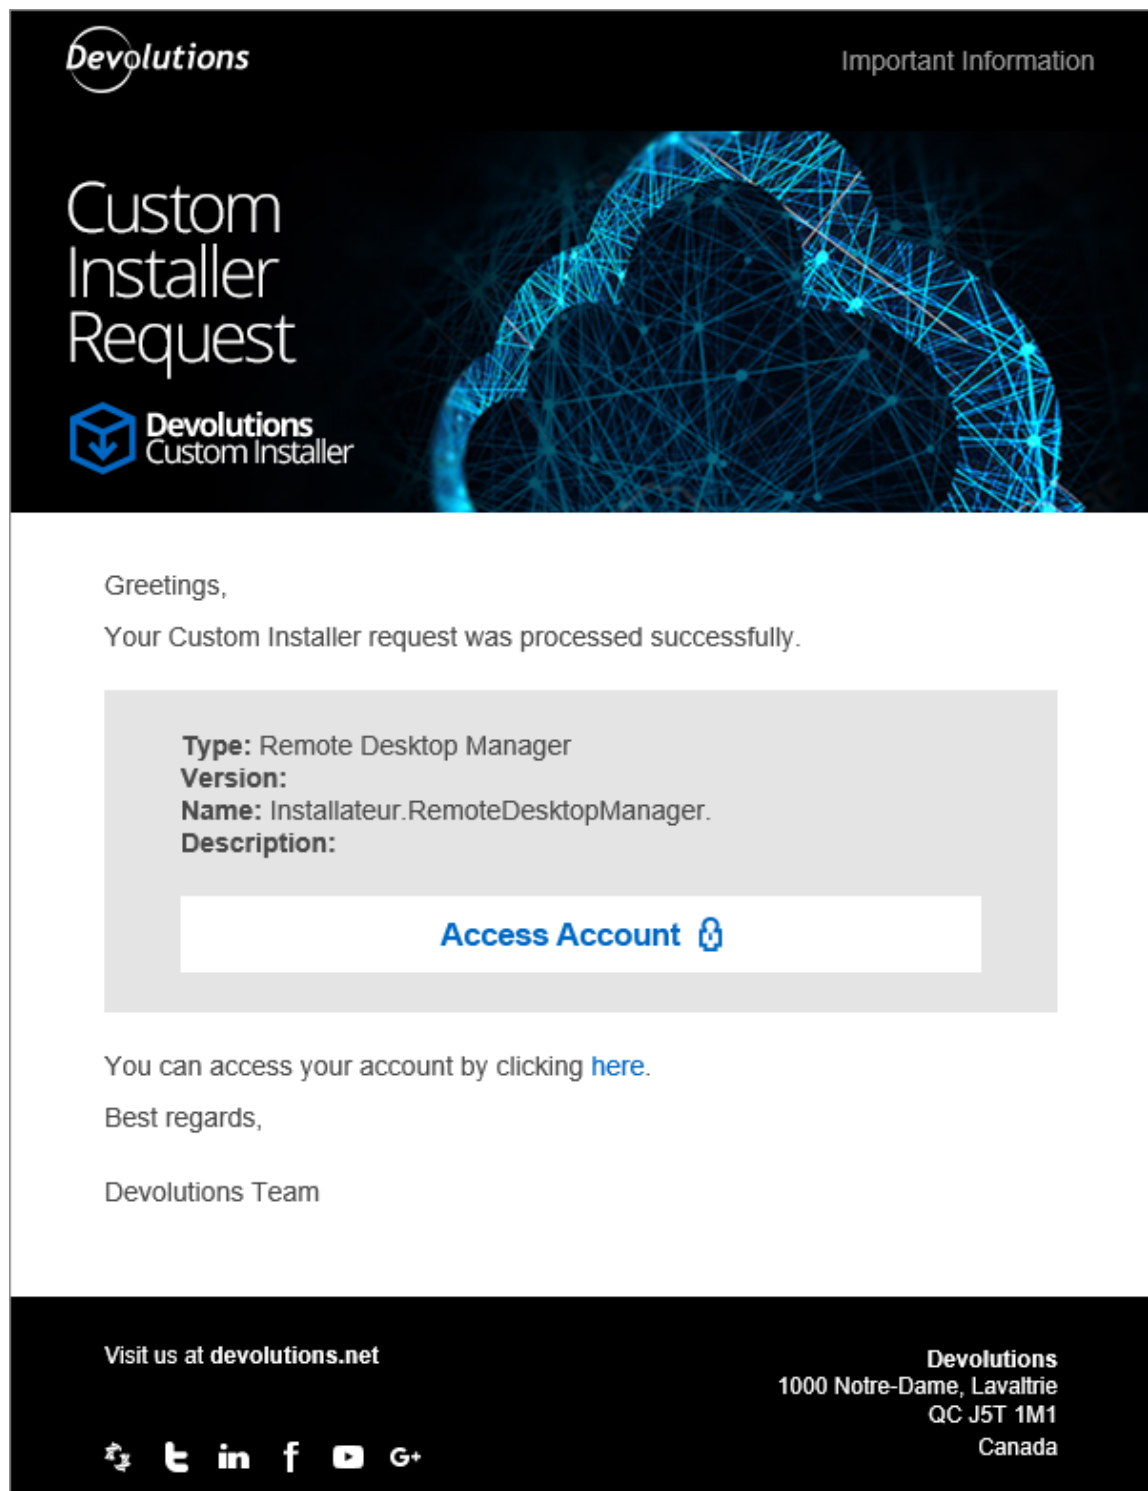 Devolutions
Important Information
Custom
Installer
Request
Devolutions
Custom Installer
Greetings,
Your Custom Installer request was processed successfully.
Type: Remote Desktop Manager
Version:
Name: Installateur.RemoteDesktopManager.
Description:
Access Account
You can access your account by clicking here.
Best regards,
Devolutions Team
Visit us at devolutions.net
Devolutions
1000 Notre-Dame, Lavaltrie
QC J5T 1M1
Canada
in f G+